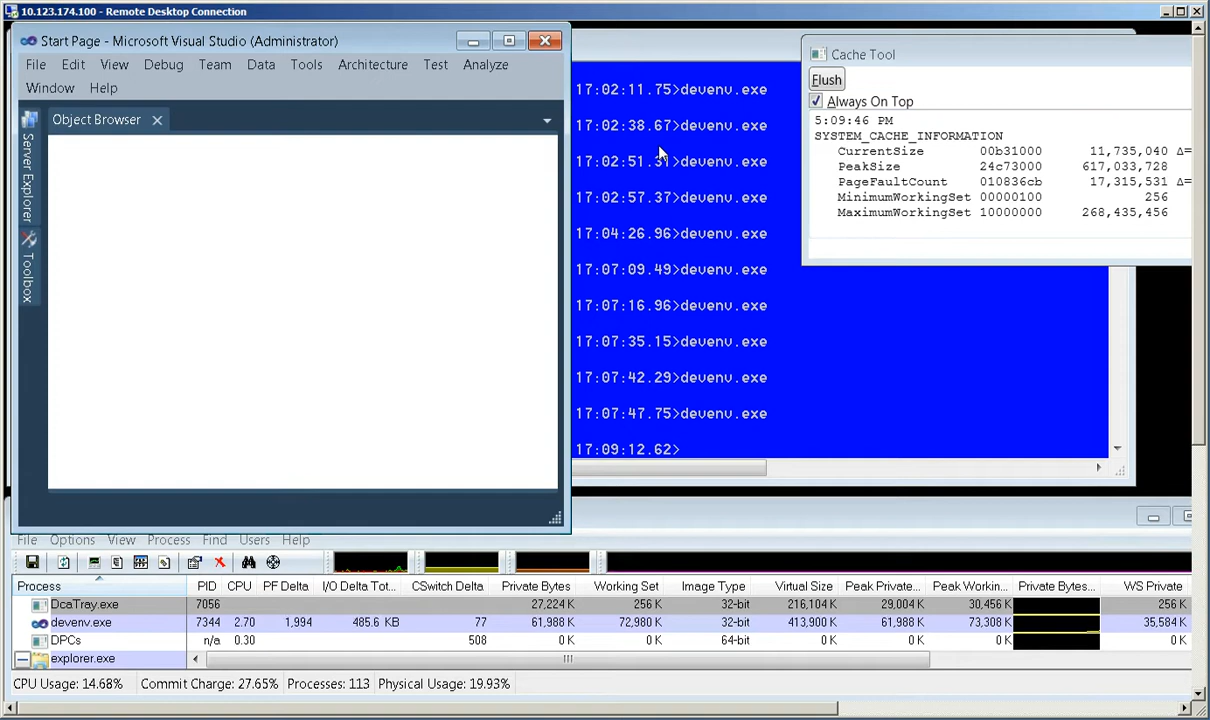 10.123.174.100 - Remote Desktop Connection
Start Page - Microsoft Visual Studio (Administrator)
File Edit View Debug Team Data Tools Architecture Test Analyze
Window Help
Object Browser
Server Explorer
Toolbox
17:02:11.75>devenv.exe
17:02:38.67>devenv.exe
17:02:51.31>devenv.exe
17:02:57.37>devenv.exe
17:04:26.96>devenv.exe
17:07:09.49>devenv.exe
17:07:16.96>devenv.exe
17:07:35.15>devenv.exe
17:07:42.29>devenv.exe
17:07:47.75>devenv.exe
17:09:12.62>
Cache Tool
Flush
Always On Top
5:09:46 PM
SYSTEM_CACHE_INFORMATION
CurrentSize 00b31000 11,735,040 Δ=
PeakSize 24c73000 617,033,728
PageFaultCount 010836cb 17,315,531 Δ=
MinimumWorkingSet 00000100 256
MaximumWorkingSet 10000000 268,435,456
File Options View Process Find Users Help
Process PID CPU PF Delta I/O Delta Tot... CSwitch Delta Private Bytes Working Set Image Type Virtual Size Peak Private... Peak Workin... Private Bytes... WS Private
DcaTray.exe 7056 27,224 K 256 K 32-bit 216,104 K 29,004 K 30,456 K 256 K
devenv.exe 7344 2.70 1,994 485.6 KB 77 61,988 K 72,980 K 32-bit 413,900 K 61,988 K 73,308 K 35,584 K
DPCs n/a 0.30 508 0 K 0 K 64-bit 0 K 0 K 0 K 0 K
explorer.exe
CPU Usage: 14.68% Commit Charge: 27.65% Processes: 113 Physical Usage: 19.93%